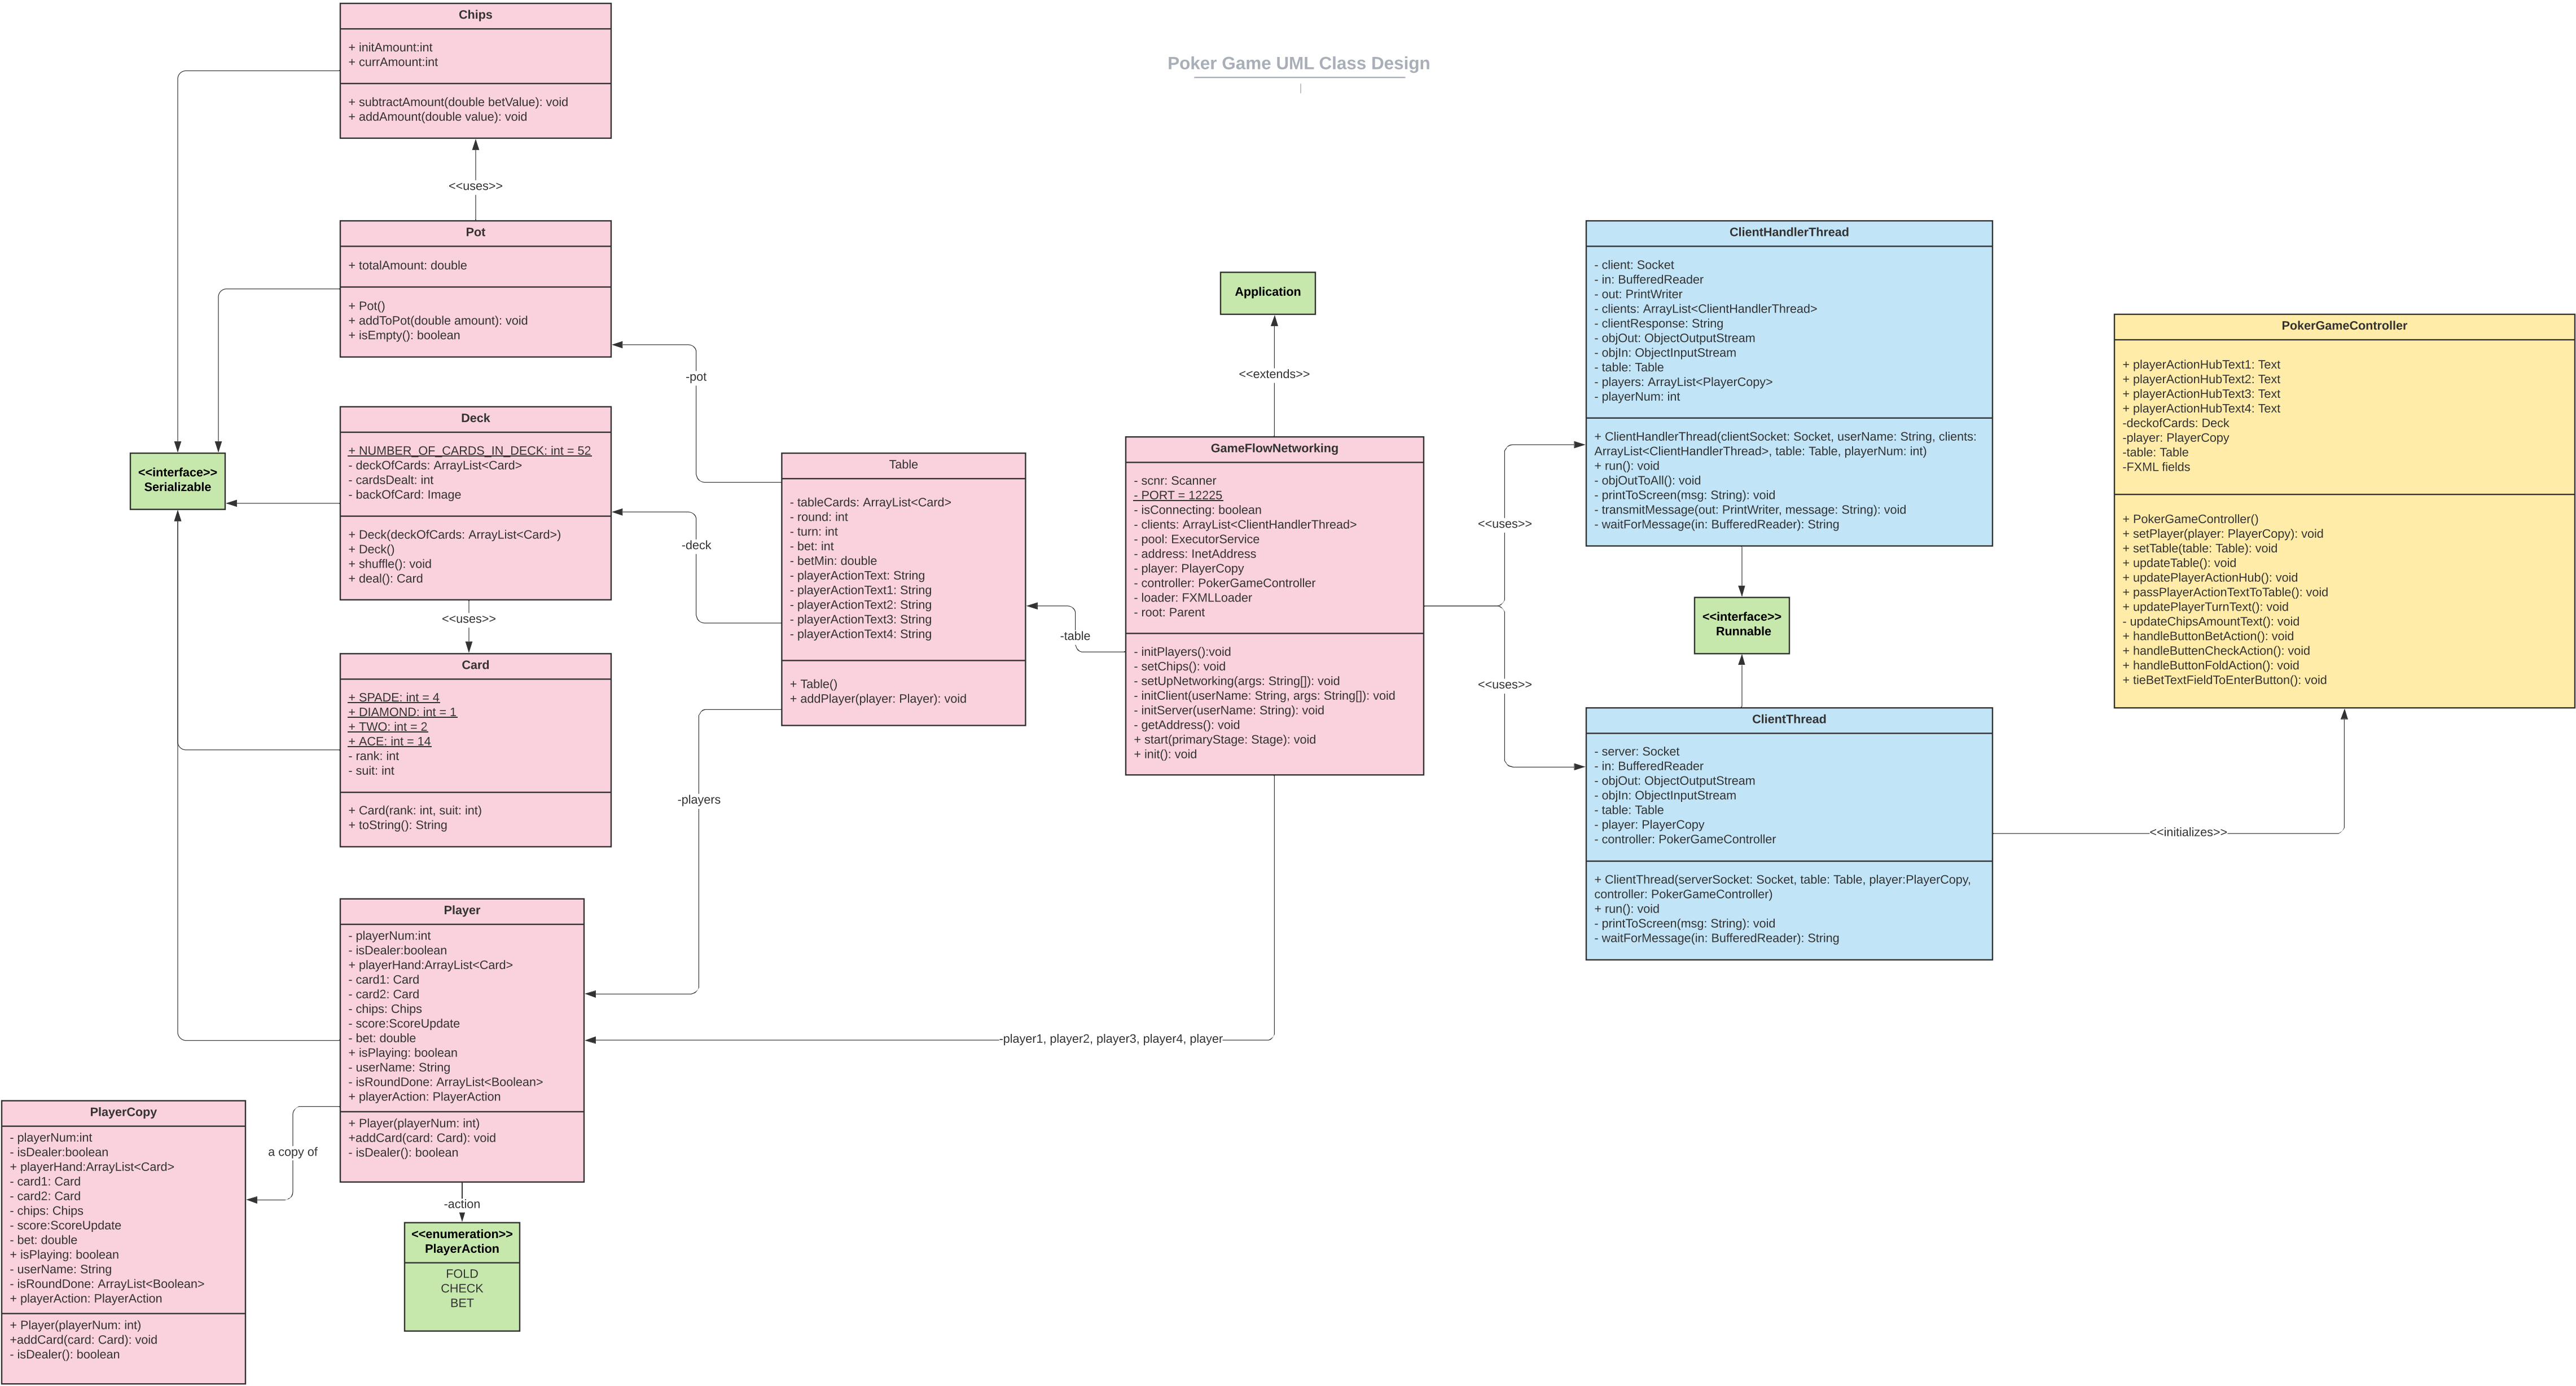 Poker Game UML Class Design
Chips
+ initAmount:int
+ currAmount:int
+ subtractAmount(double betValue): void
+ addAmount(double value): void
<<uses>>
Pot
+ totalAmount: double
+ Pot()
+ addToPot(double amount): void
+ isEmpty(): boolean
-pot
Deck
+ NUMBER_OF_CARDS_IN_DECK: int = 52
- deckOfCards: ArrayList<Card>
- cardsDealt: int
- backOfCard: Image
+ Deck(deckOfCards: ArrayList<Card>)
+ Deck()
+ shuffle(): void
+ deal(): Card
-deck
<<interface>>
Serializable
<<uses>>
Card
+ SPADE: int = 4
+ DIAMOND: int = 1
+ TWO: int = 2
+ ACE: int = 14
- rank: int
- suit: int
+ Card(rank: int, suit: int)
+ toString(): String
-players
Player
- playerNum:int
- isDealer:boolean
+ playerHand:ArrayList<Card>
- card1: Card
- card2: Card
- chips: Chips
- score:ScoreUpdate
- bet: double
+ isPlaying: boolean
- userName: String
- isRoundDone: ArrayList<Boolean>
+ playerAction: PlayerAction
+ Player(playerNum: int)
+addCard(card: Card): void
- isDealer(): boolean
a copy of
PlayerCopy
- playerNum:int
- isDealer:boolean
+ playerHand:ArrayList<Card>
- card1: Card
- card2: Card
- chips: Chips
- score:ScoreUpdate
- bet: double
+ isPlaying: boolean
- userName: String
- isRoundDone: ArrayList<Boolean>
+ playerAction: PlayerAction
+ Player(playerNum: int)
+addCard(card: Card): void
- isDealer(): boolean
-action
<<enumeration>>
PlayerAction
FOLD
CHECK
BET
Table
- tableCards: ArrayList<Card>
- round: int
- turn: int
- bet: int
- betMin: double
- playerActionText: String
- playerActionText1: String
- playerActionText2: String
- playerActionText3: String
- playerActionText4: String
+ Table()
+ addPlayer(player: Player): void
-table
Application
<<extends>>
GameFlowNetworking
- scnr: Scanner
- PORT = 12225
- isConnecting: boolean
- clients: ArrayList<ClientHandlerThread>
- pool: ExecutorService
- address: InetAddress
- player: PlayerCopy
- controller: PokerGameController
- loader: FXMLLoader
- root: Parent
- initPlayers():void
- setChips(): void
- setUpNetworking(args: String[]): void
- initClient(userName: String, args: String[]): void
- initServer(userName: String): void
- getAddress(): void
+ start(primaryStage: Stage): void
+ init(): void
-player1, player2, player3, player4, player
<<uses>>
<<uses>>
ClientHandlerThread
- client: Socket
- in: BufferedReader
- out: PrintWriter
- clients: ArrayList<ClientHandlerThread>
- clientResponse: String
- objOut: ObjectOutputStream
- objIn: ObjectInputStream
- table: Table
- players: ArrayList<PlayerCopy>
- playerNum: int
+ ClientHandlerThread(clientSocket: Socket, userName: String, clients:
ArrayList<ClientHandlerThread>, table: Table, playerNum: int)
+ run(): void
- objOutToAll(): void
- printToScreen(msg: String): void
- transmitMessage(out: PrintWriter, message: String): void
- waitForMessage(in: BufferedReader): String
<<interface>>
Runnable
ClientThread
- server: Socket
- in: BufferedReader
- objOut: ObjectOutputStream
- objIn: ObjectInputStream
- table: Table
- player: PlayerCopy
- controller: PokerGameController
+ ClientThread(serverSocket: Socket, table: Table, player:PlayerCopy,
controller: PokerGameController)
+ run(): void
- printToScreen(msg: String): void
- waitForMessage(in: BufferedReader): String
<<initializes>>
PokerGameController
+ playerActionHubText1: Text
+ playerActionHubText2: Text
+ playerActionHubText3: Text
+ playerActionHubText4: Text
-deckofCards: Deck
-player: PlayerCopy
-table: Table
-FXML fields
+ PokerGameController()
+ setPlayer(player: PlayerCopy): void
+ setTable(table: Table): void
+ updateTable(): void
+ updatePlayerActionHub(): void
+ passPlayerActionTextToTable(): void
+ updatePlayerTurnText(): void
- updateChipsAmountText(): void
+ handleButtonBetAction(): void
+ handleButtenCheckAction(): void
+ handleButtonFoldAction(): void
+ tieBetTextFieldToEnterButton(): void